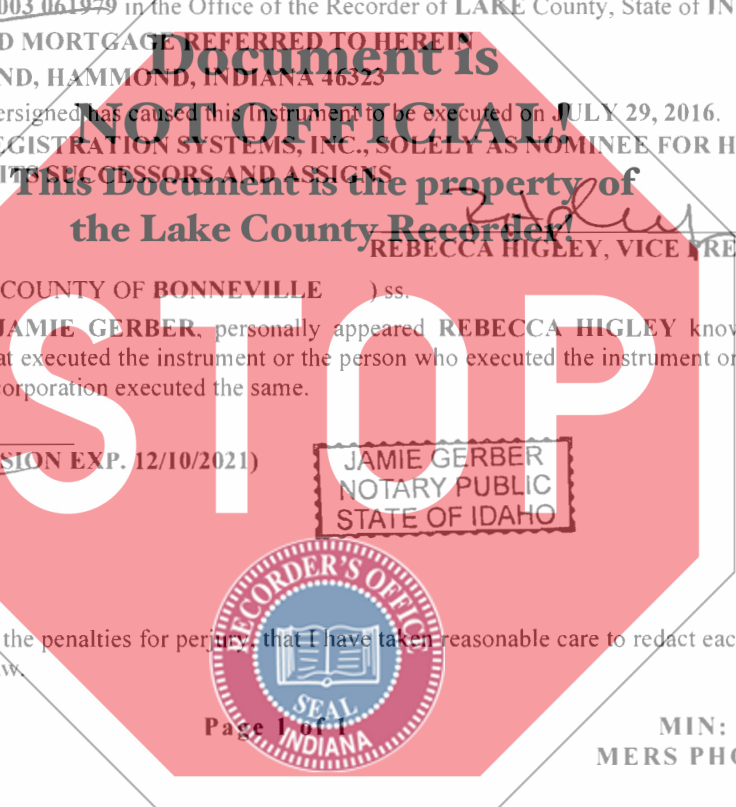 003 061979 in the Office of the Recorder of LAKE County, State of IN
D MORTGAGE REFERRED TO HEREIN
Document is
ND, HAMMOND, INDIANA 46323
ersigned has caused this Instrument to be executed on JULY 29, 2016.
NOT OFFICIAL!
EGISTRATION SYSTEMS, INC., SOLELY AS NOMINEE FOR H
ITS SUCCESSORS AND ASSIGNS
This Document is the property of
the Lake County Recorder!
REBECCA HIGLEY, VICE PRE
COUNTY OF BONNEVILLE ) ss.
JAMIE GERBER, personally appeared REBECCA HIGLEY know
at executed the instrument or the person who executed the instrument or
corporation executed the same.
STOP
SION EXP. 12/10/2021)
JAMIE GERBER
NOTARY PUBLIC
STATE OF IDAHO
RECORDER'S OFFICE
the penalties for perjury, that I have taken reasonable care to redact eac
w.
SEAL
INDIANA
Page 1 of 1
MIN:
MERS PHO